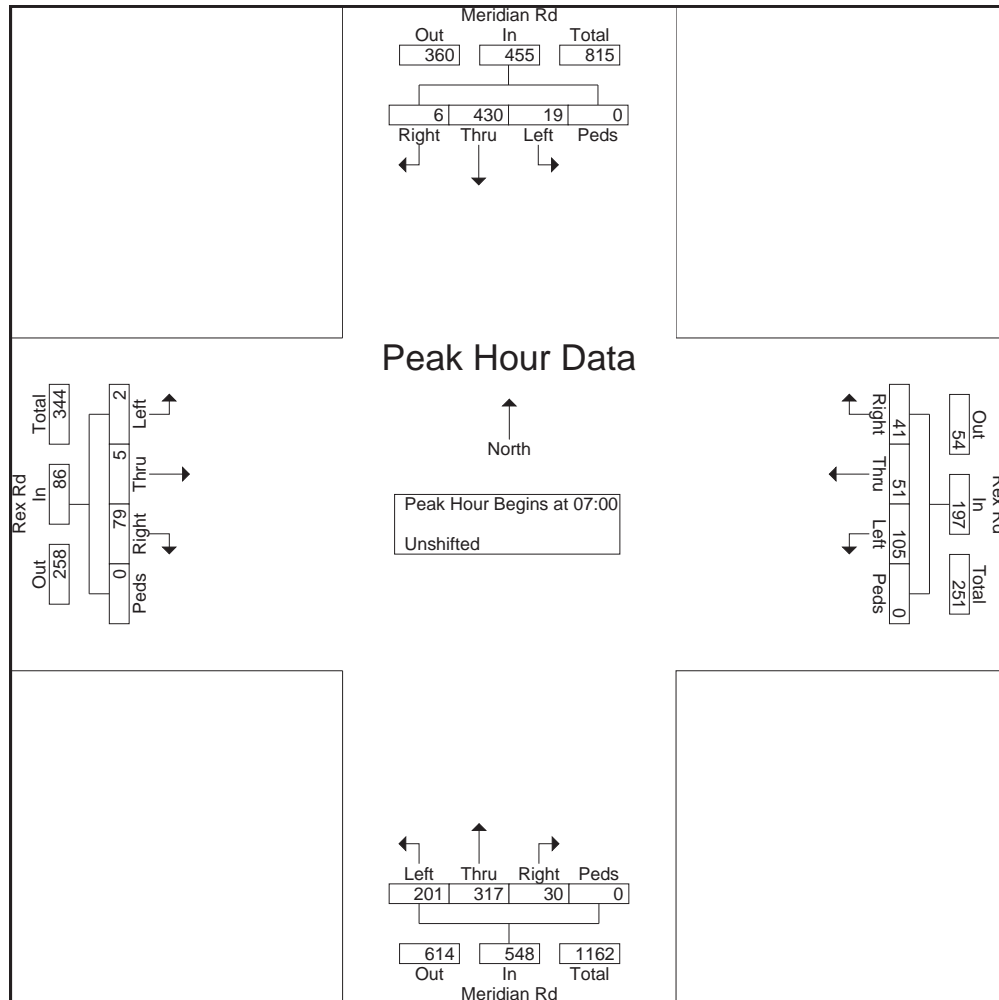 Meridian Rd
Out In Total
360 455 815
6 430 19 0
Right Thru Left Peds
Peak Hour Data
North
Peak Hour Begins at 07:00
Unshifted
Rex Rd
Total In Out
344 86 258
2 5 79 0
Left Thru Right Peds
Rex Rd
Out In Total
54 197 251
41 51 105 0
Right Thru Left Peds
Left Thru Right Peds
201 317 30 0
614 548 1162
Out In Total
Meridian Rd